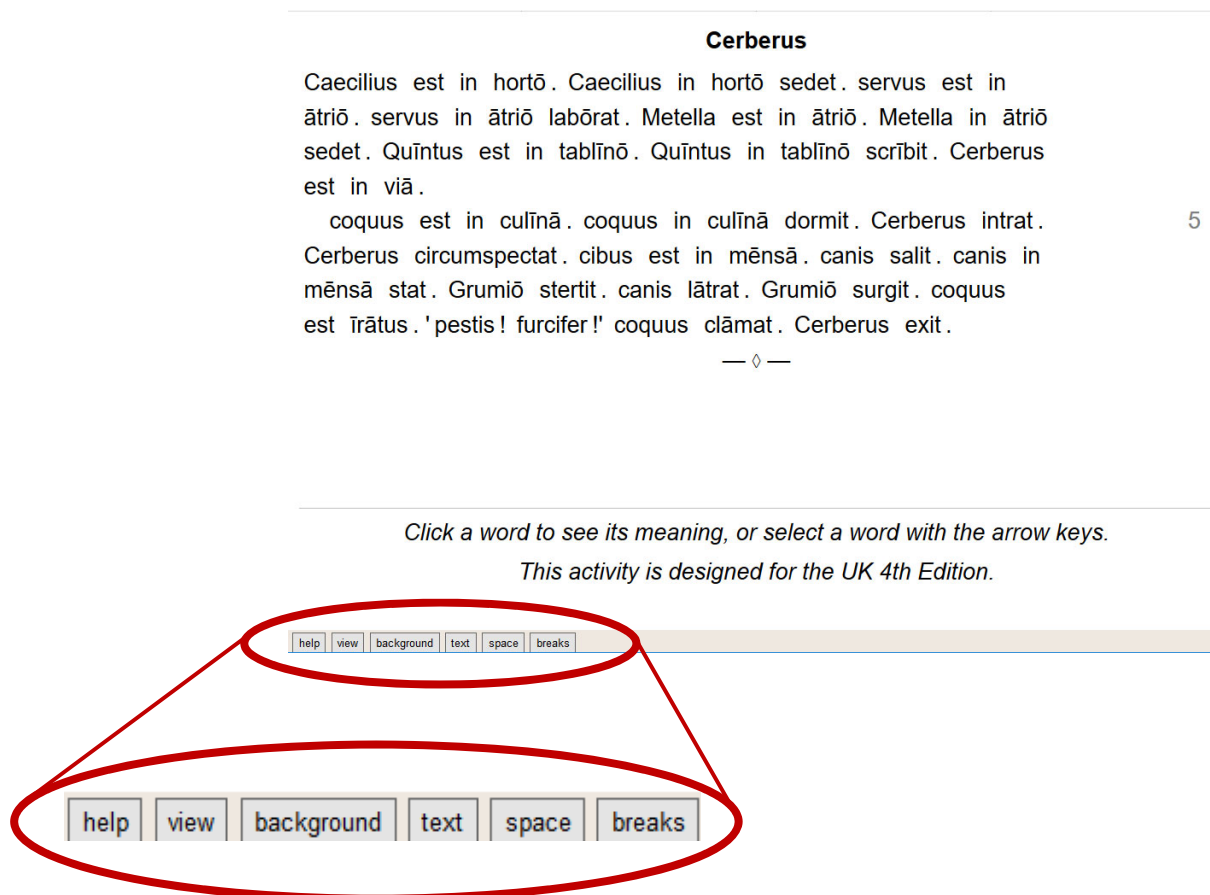 Cerberus
Caecilius est in hortō. Caecilius in hortō sedet. servus est in
ātriō. servus in ātriō labōrat. Metella est in ātriō. Metella in ātriō
sedet. Quīntus est in tablīnō. Quīntus in tablīnō scrībit. Cerberus
est in viā.
coquus est in culīnā. coquus in culīnā dormit. Cerberus intrat. 5
Cerberus circumspectat. cibus est in mēnsā. canis salit. canis in
mēnsā stat. Grumiō stertit. canis lātrat. Grumiō surgit. coquus
est īrātus. 'pestis! furcifer!' coquus clāmat. Cerberus exit.
— ◊ —
Click a word to see its meaning, or select a word with the arrow keys.
This activity is designed for the UK 4th Edition.
help view background text space breaks
help view background text space breaks